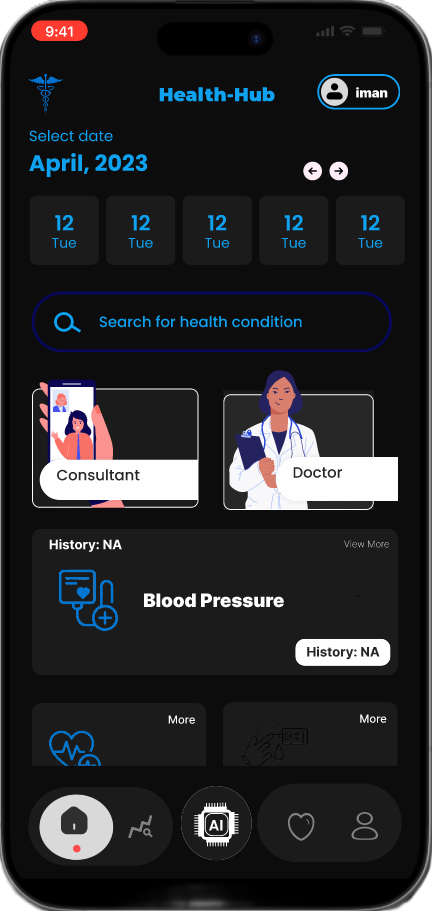 9:41
Health-Hub
iman
Select date
April, 2023
12 12 12 12 12
Tue Tue Tue Tue Tue
Search for health condition
Consultant Doctor
History: NA View More
Blood Pressure
History: NA
More More
AI